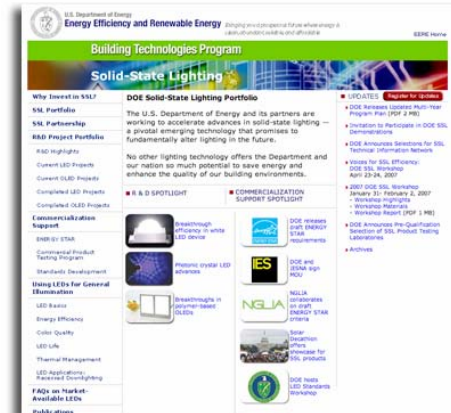 U.S. Department of Energy
Energy Efficiency and Renewable Energy
EERE Home
Building Technologies Program
Solid-State Lighting
Why Invest in SSL?
SSL Portfolio
SSL Partnership
R&D Project Portfolio
R&D Highlights
Current LED Projects
Current OLED Projects
Completed LED Projects
Completed OLED Projects
Commercialization
Support
ENERGY STAR
Commercial Product
Testing Program
Standards Development
Using LEDs for General
Illumination
LED Basics
Energy Efficiency
Color Quality
LED Life
Thermal Management
LED Applications:
Recessed Downlighting
FAQs on Market-
Available LEDs
Publications
DOE Solid-State Lighting Portfolio
The U.S. Department of Energy and its partners are
working to accelerate advances in solid-state lighting —
a pivotal emerging technology that promises to
fundamentally alter lighting in the future.
No other lighting technology offers the Department and
our nation so much potential to save energy and
enhance the quality of our building environments.
R & D SPOTLIGHT
Breakthrough
efficiency in white
LED device
Photonic crystal LED
advances
Breakthroughs in
polymer-based
OLEDs
COMMERCIALIZATION
SUPPORT SPOTLIGHT
DOE releases
draft ENERGY
STAR
requirements
IES
DOE and
IESNA sign
MOU
NGLIA
NGLIA
collaborates
on draft
ENERGY STAR
criteria
Solar
Decathlon
offers
showcase for
SSL products
DOE hosts
LED Standards
Workshop
UPDATES Register for Updates
DOE Releases Updated Multi-Year
Program Plan (PDF 2 MB)
Invitation to Participate in DOE SSL
Demonstrations
DOE Announces Selections for SSL
Technical Information Network
Voices for SSL Efficiency:
DOE SSL Workshop
April 23-24, 2007
2007 DOE SSL Workshop
January 31- February 2, 2007
- Workshop Highlights
- Workshop Materials
- Workshop Report (PDF 1 MB)
DOE Announces Pre-Qualification
Selection of SSL Product Testing
Laboratories
Archives